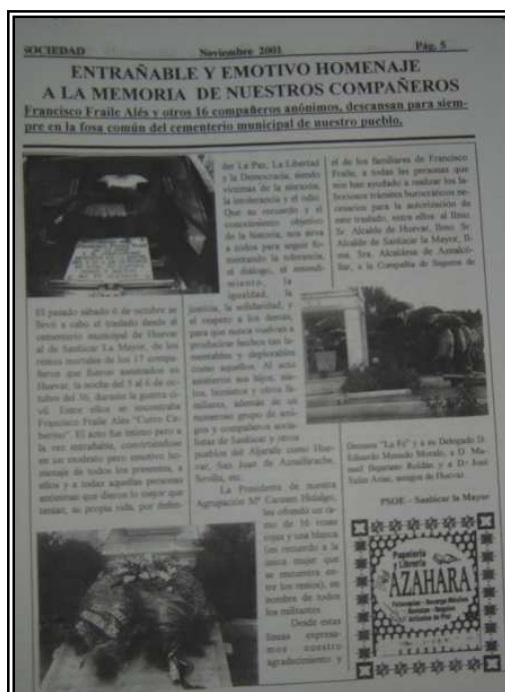 SOCIEDAD
Noviembre 2001
Pág. 5
ENTRAÑABLE Y EMOTIVO HOMENAJE
A LA MEMORIA DE NUESTROS COMPAÑEROS
Francisco Fraile Alés y otros 16 compañeros anónimos, descansan para siem-
pre en la fosa común del cementerio municipal de nuestro pueblo.
El pasado sábado 6 de octubre se
llevó a cabo el traslado desde el
cementerio municipal de Huevar
al de Sanlúcar La Mayor, de los
restos mortales de los 17 compa-
ñeros que fueron asesinados en
Huevar, la noche del 5 al 6 de oc-
tubre del 36, durante la guerra ci-
vil. Entre ellos se encontraba
Francisco Fraile Alés "Curro
El acto fue íntimo pero a
la vez entrañable, convirtiéndose
en un modesto pero emotivo ho-
menaje de todos los presentes, a
ellos y a todas aquellas personas
anónimas que dieron lo mejor que
tenían, su propia vida, por defen-
der La Paz, La Libertad
y la Democracia, siendo
víctimas de la sinrazón,
la intolerancia y el odio.
Que su recuerdo y el
conocimiento objetivo
de la historia, nos sirva
a todos para seguir fo-
mentando la tolerancia,
el diálogo, el entendi-
miento, la
igualdad, la
justicia, la solidaridad, y
el respeto a los demás,
para que nunca vuelvan a
producirse hechos tan la-
mentables y deplorables
como aquellos. Al acto
asistieron sus hijos, nie-
tos, hermanos y otros fa-
miliares, además de un
numeroso grupo de ami-
gos y compañeros socia-
listas de Sanlúcar y otros
pueblos del Aljarafe como Hue-
var, San Juan de Aznalfarache,
Sevilla, etc.
La Presidenta de nuestra
Agrupación Mª Carmen Hidalgo,
les ofrendó un ra-
mo de 16 rosas
rojas y una blanca
(en recuerdo a la
única mujer que
se encuentra en-
tre los restos), en
nombre de todos
los militantes.
Desde estas
líneas expresa-
mos nuestro
agradecimiento y
el de los familiares de Francisco
Fraile, a todas las personas que
nos han ayudado a realizar los la-
boriosos trámites burocráticos ne-
cesarios para la autorización de
este traslado, entre ellos al Ilmo.
Sr. Alcalde de Huevar, Ilmo. Sr.
Alcalde de Sanlúcar la Mayor, Il-
ma. Sra. Alcaldesa de Aznalcó-
llar, a la Compañía de Seguros de
"La Fe" y a su Delegado D.
Eduardo
Roldán, y a D.ª José
Arias, amigos de Huevar.
PSOE - Sanlúcar la Mayor
Papelería
y Librería
AZAHARA